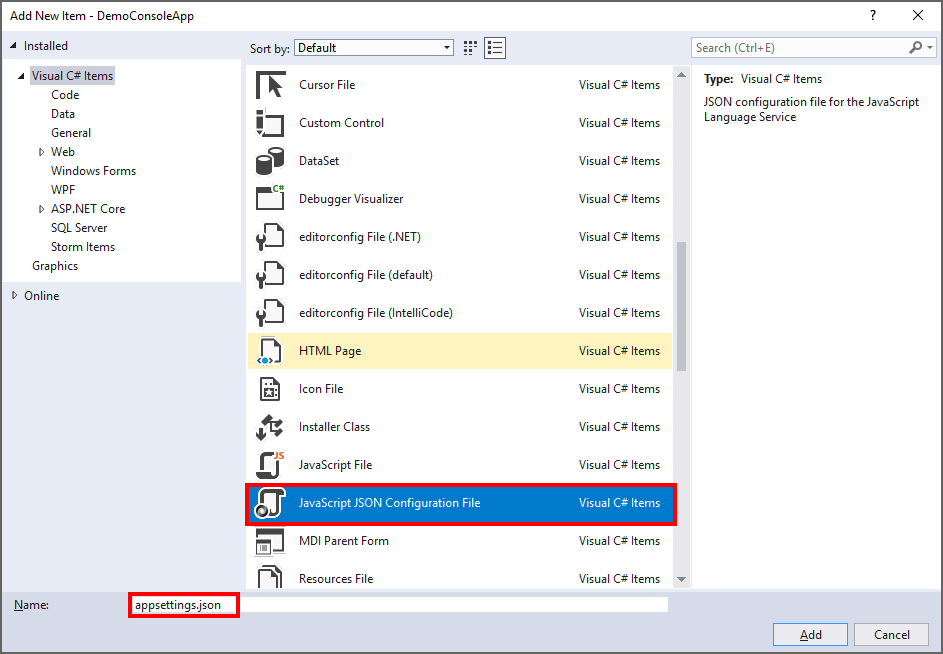 Add New Item - DemoConsoleApp
?
Installed
Sort by: Default
Search (Ctrl+E)
Visual C# Items
Code
Data
General
Web
Windows Forms
WPF
ASP.NET Core
SQL Server
Storm Items
Graphics
Online
Cursor File Visual C# Items
Custom Control Visual C# Items
DataSet Visual C# Items
C#
Debugger Visualizer Visual C# Items
editorconfig File (.NET) Visual C# Items
editorconfig File (default) Visual C# Items
editorconfig File (IntelliCode) Visual C# Items
HTML Page Visual C# Items
Icon File Visual C# Items
Installer Class Visual C# Items
JS
JavaScript File Visual C# Items
JavaScript JSON Configuration File Visual C# Items
MDI Parent Form Visual C# Items
Resources File Visual C# Items
Type: Visual C# Items
JSON configuration file for the JavaScript
Language Service
Name: appsettings.json
Add Cancel